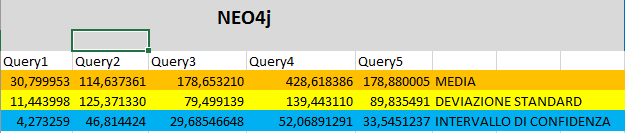 NEO4j
Query1 Query2 Query3 Query4 Query5
30,799953 114,637361 178,653210 428,618386 178,880005 MEDIA
11,443998 125,371330 79,499139 139,443110 89,835491 DEVIAZIONE STANDARD
4,273259 46,814424 29,68546648 52,06891291 33,5451237 INTERVALLO DI CONFIDENZA